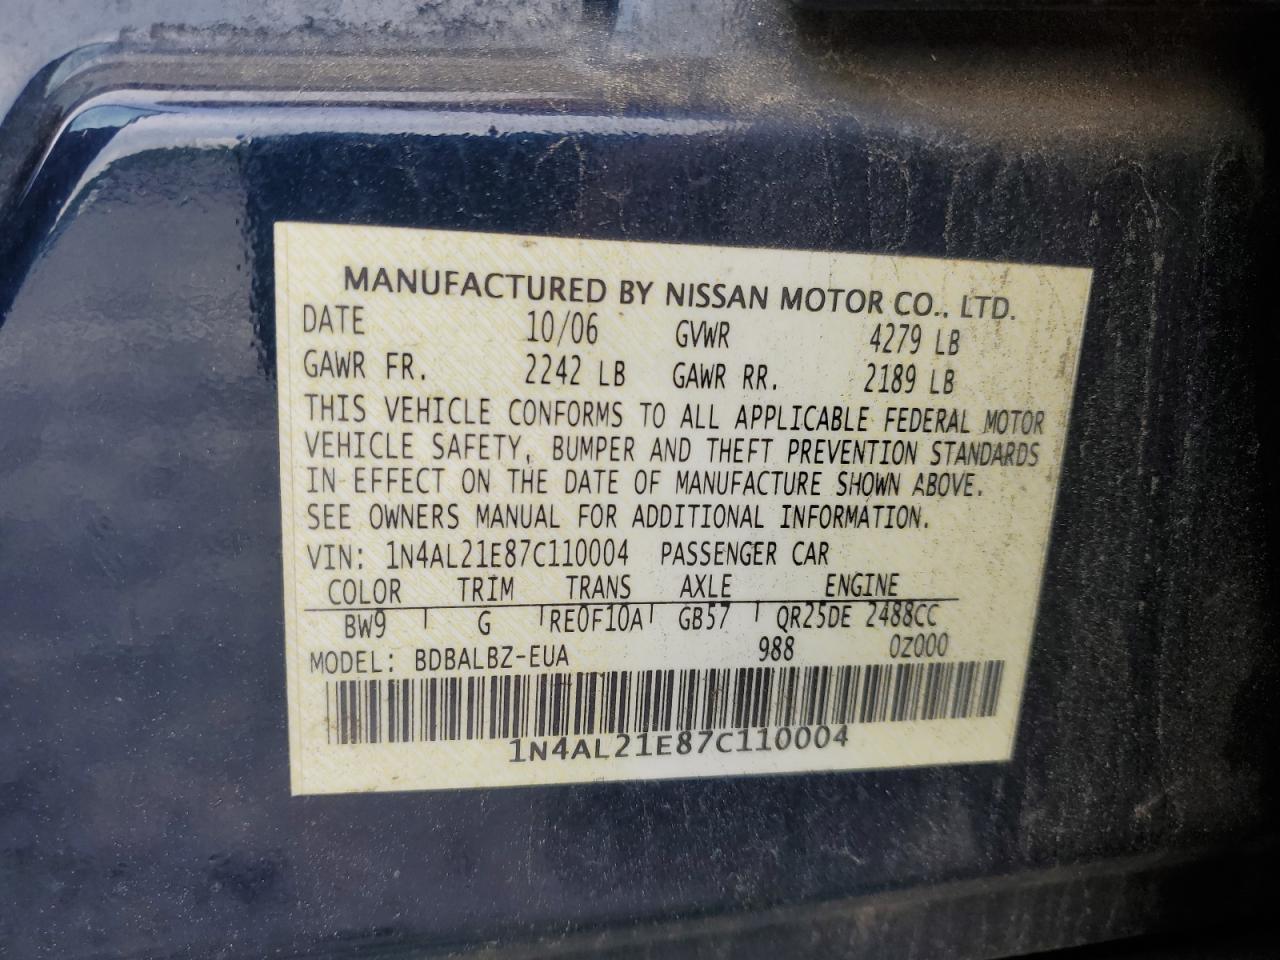 MANUFACTURED BY NISSAN MOTOR CO., LTD.
DATE 10/06 GVWR 4279 LB
GAWR FR. 2242 LB GAWR RR. 2189 LB
THIS VEHICLE CONFORMS TO ALL APPLICABLE FEDERAL MOTOR
VEHICLE SAFETY, BUMPER AND THEFT PREVENTION STANDARDS
IN EFFECT ON THE DATE OF MANUFACTURE SHOWN ABOVE.
SEE OWNERS MANUAL FOR ADDITIONAL INFORMATION.
VIN: 1N4AL21E87C110004 PASSENGER CAR
COLOR TRIM TRANS AXLE ENGINE
BW9 G RE0F10A GB57 QR25DE 2488CC
MODEL: BDBALBZ-EUA 988 0Z000
1N4AL21E87C110004